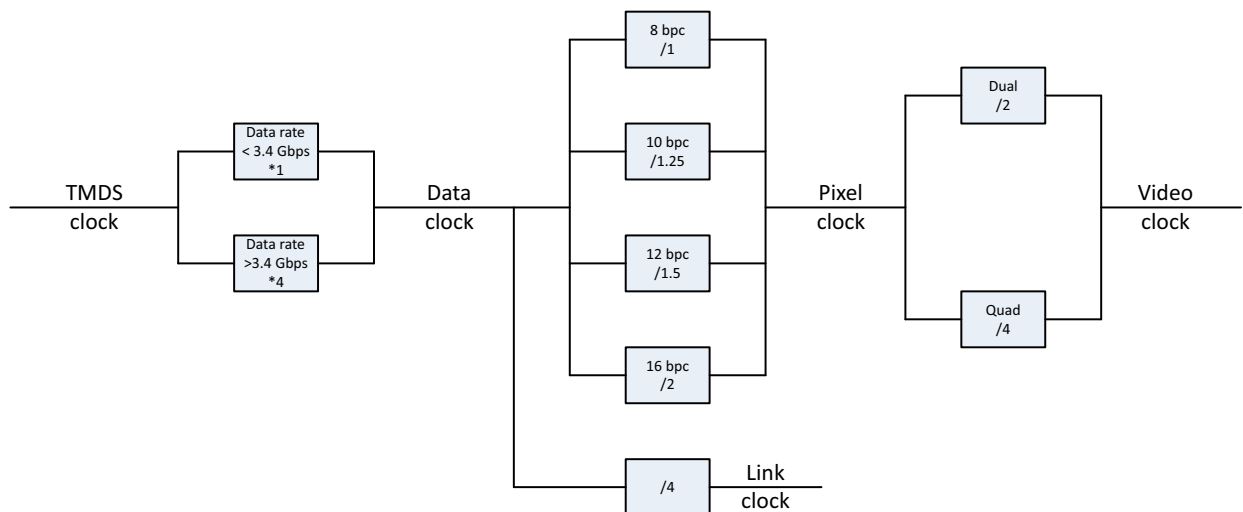 TMDS
clock
Data rate
< 3.4 Gbps
*1
Data rate
>3.4 Gbps
*4
Data
clock
8 bpc
/1
10 bpc
/1.25
12 bpc
/1.5
16 bpc
/2
/4
Link
clock
Pixel
clock
Dual
/2
Quad
/4
Video
clock